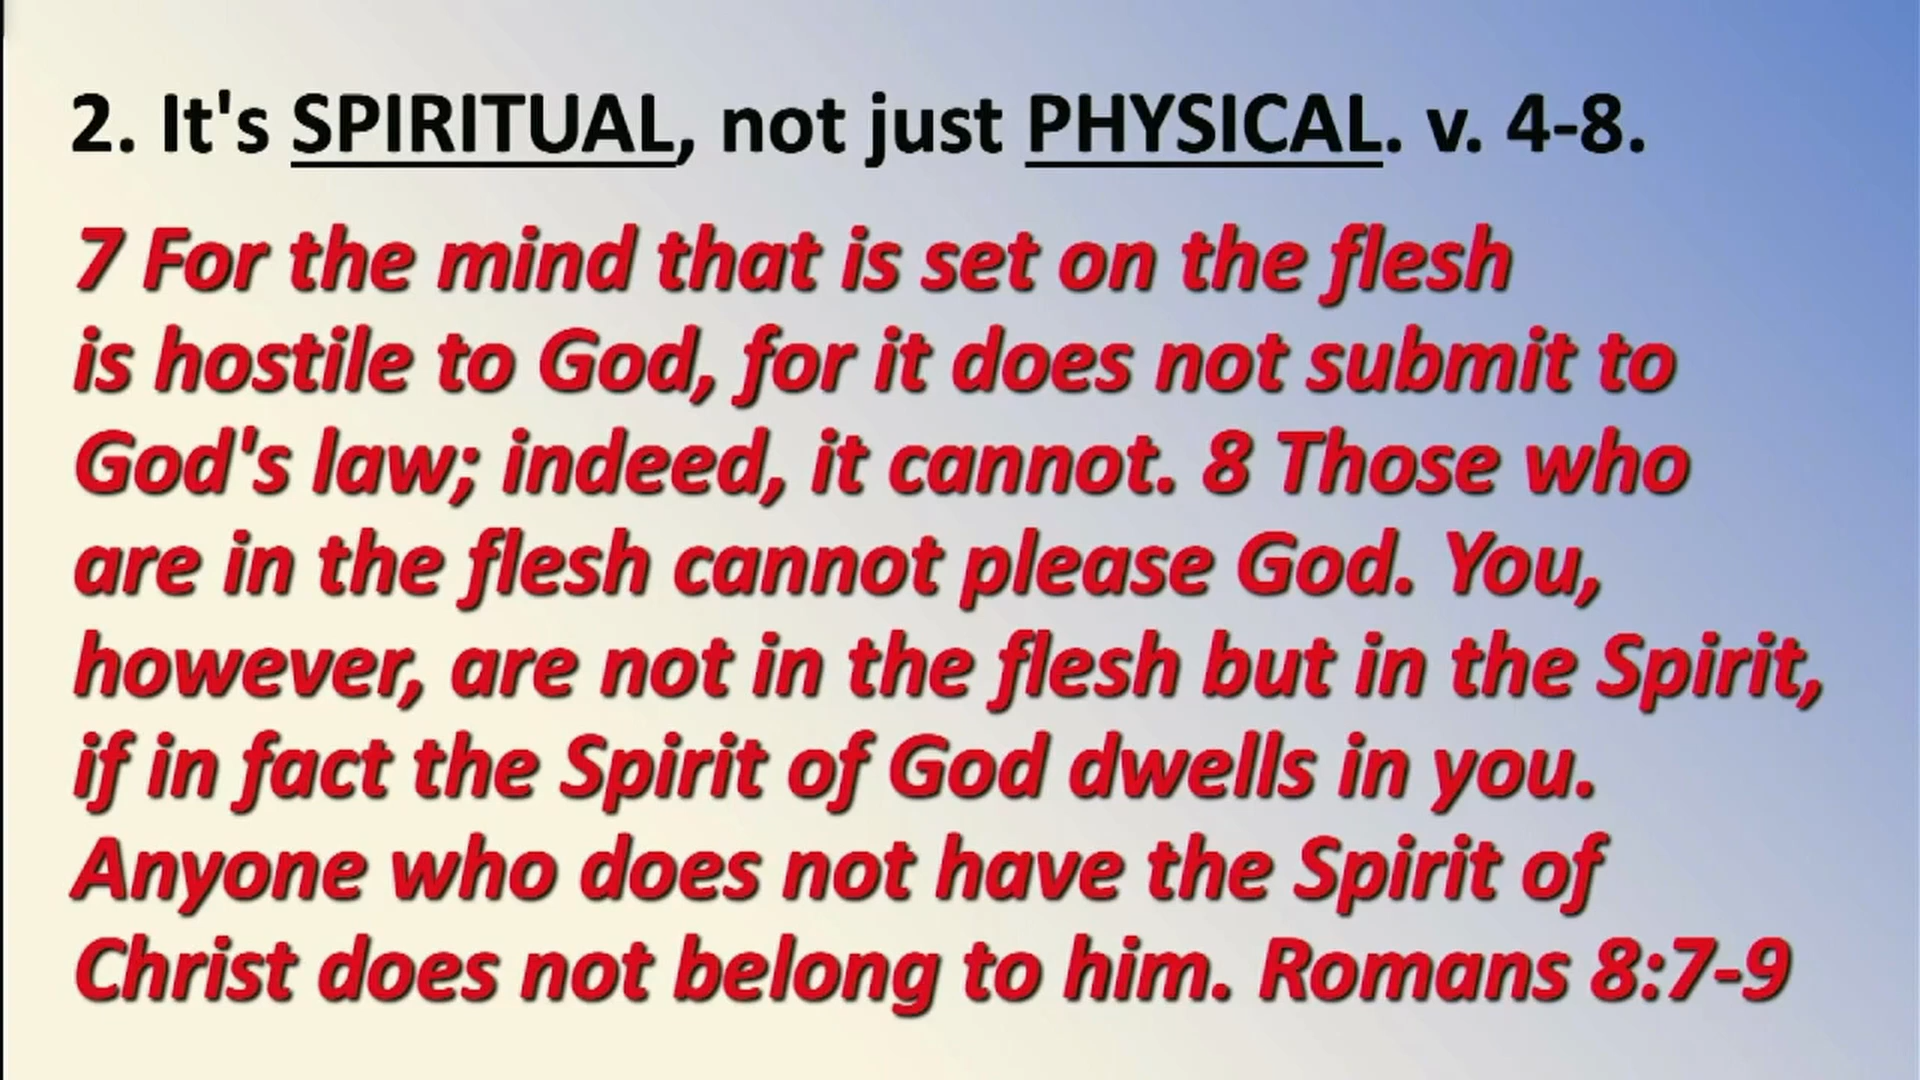 2. It's SPIRITUAL, not just PHYSICAL. v. 4-8.
7 For the mind that is set on the flesh
is hostile to God, for it does not submit to
God's law; indeed, it cannot. 8 Those who
are in the flesh cannot please God. You,
however, are not in the flesh but in the Spirit,
if in fact the Spirit of God dwells in you.
Anyone who does not have the Spirit of
Christ does not belong to him. Romans 8:7-9